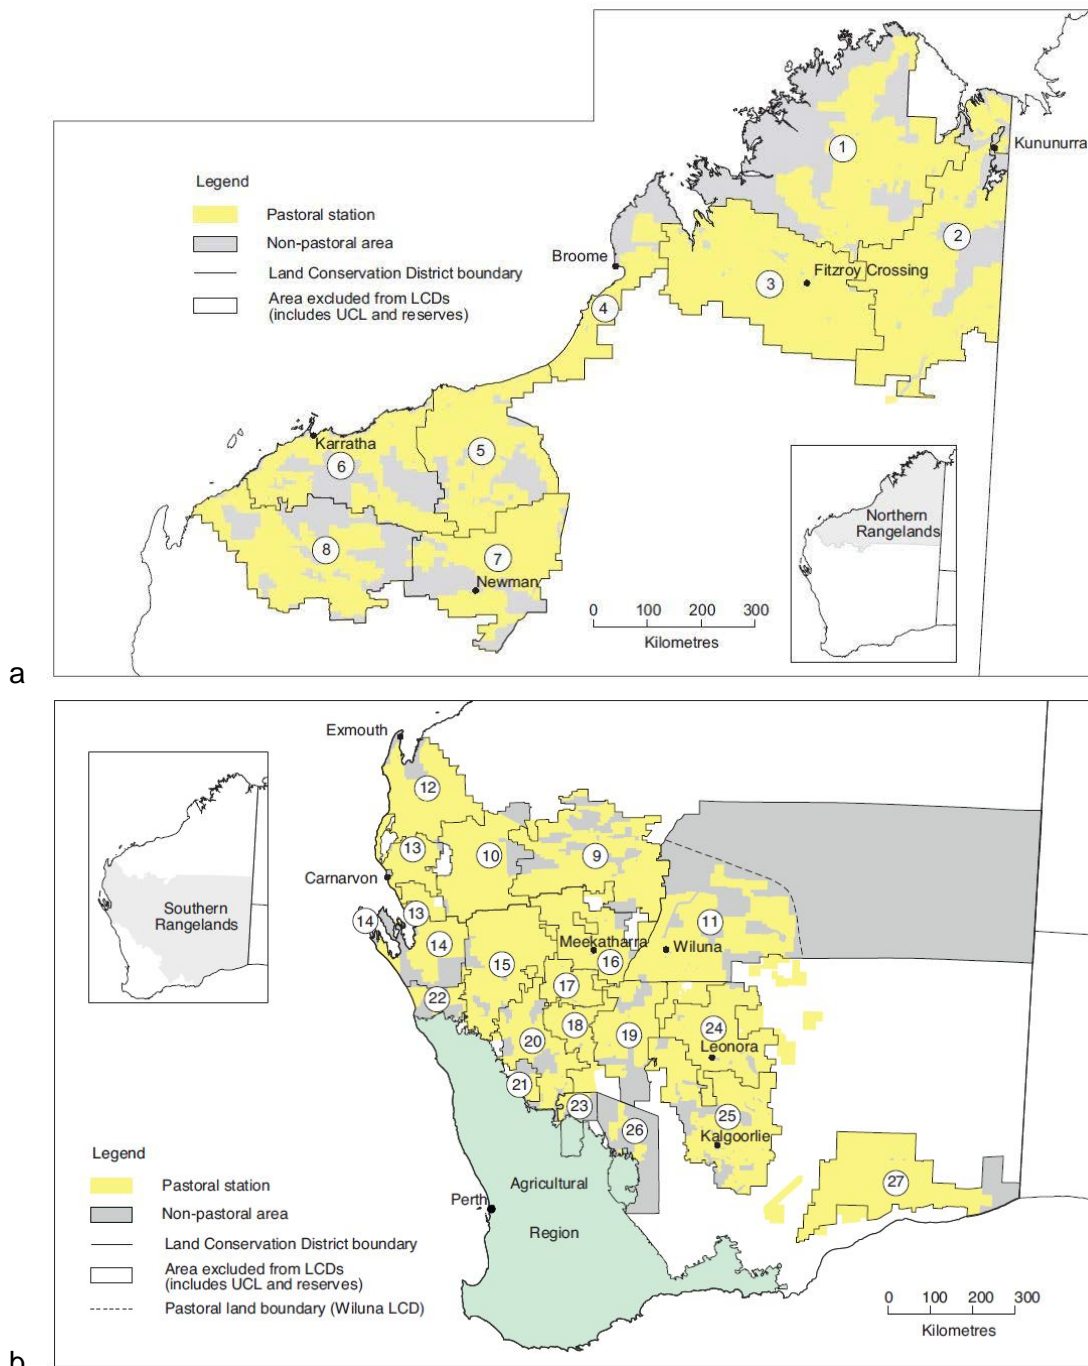 Legend
Pastoral station
Non-pastoral area
Land Conservation District boundary
Area excluded from LCDs
(includes UCL and reserves)
1
Kununurra
2
Broome
3
Fitzroy Crossing
4
Karratha
5
6
7
8
Newman
0 100 200 300
Kilometres
Northern
Rangelands
a
Exmouth
12
13
10
9
Carnarvon
14
13
14
11
Meekatharra
Wiluna
15
16
17
22
18
19
24
20
Leonora
21
23
25
26
Kalgoorlie
27
Southern
Rangelands
Legend
Pastoral station
Non-pastoral area
Land Conservation District boundary
Area excluded from LCDs
(includes UCL and reserves)
Pastoral land boundary (Wiluna LCD)
Perth
Agricultural
Region
0 100 200 300
Kilometres
b